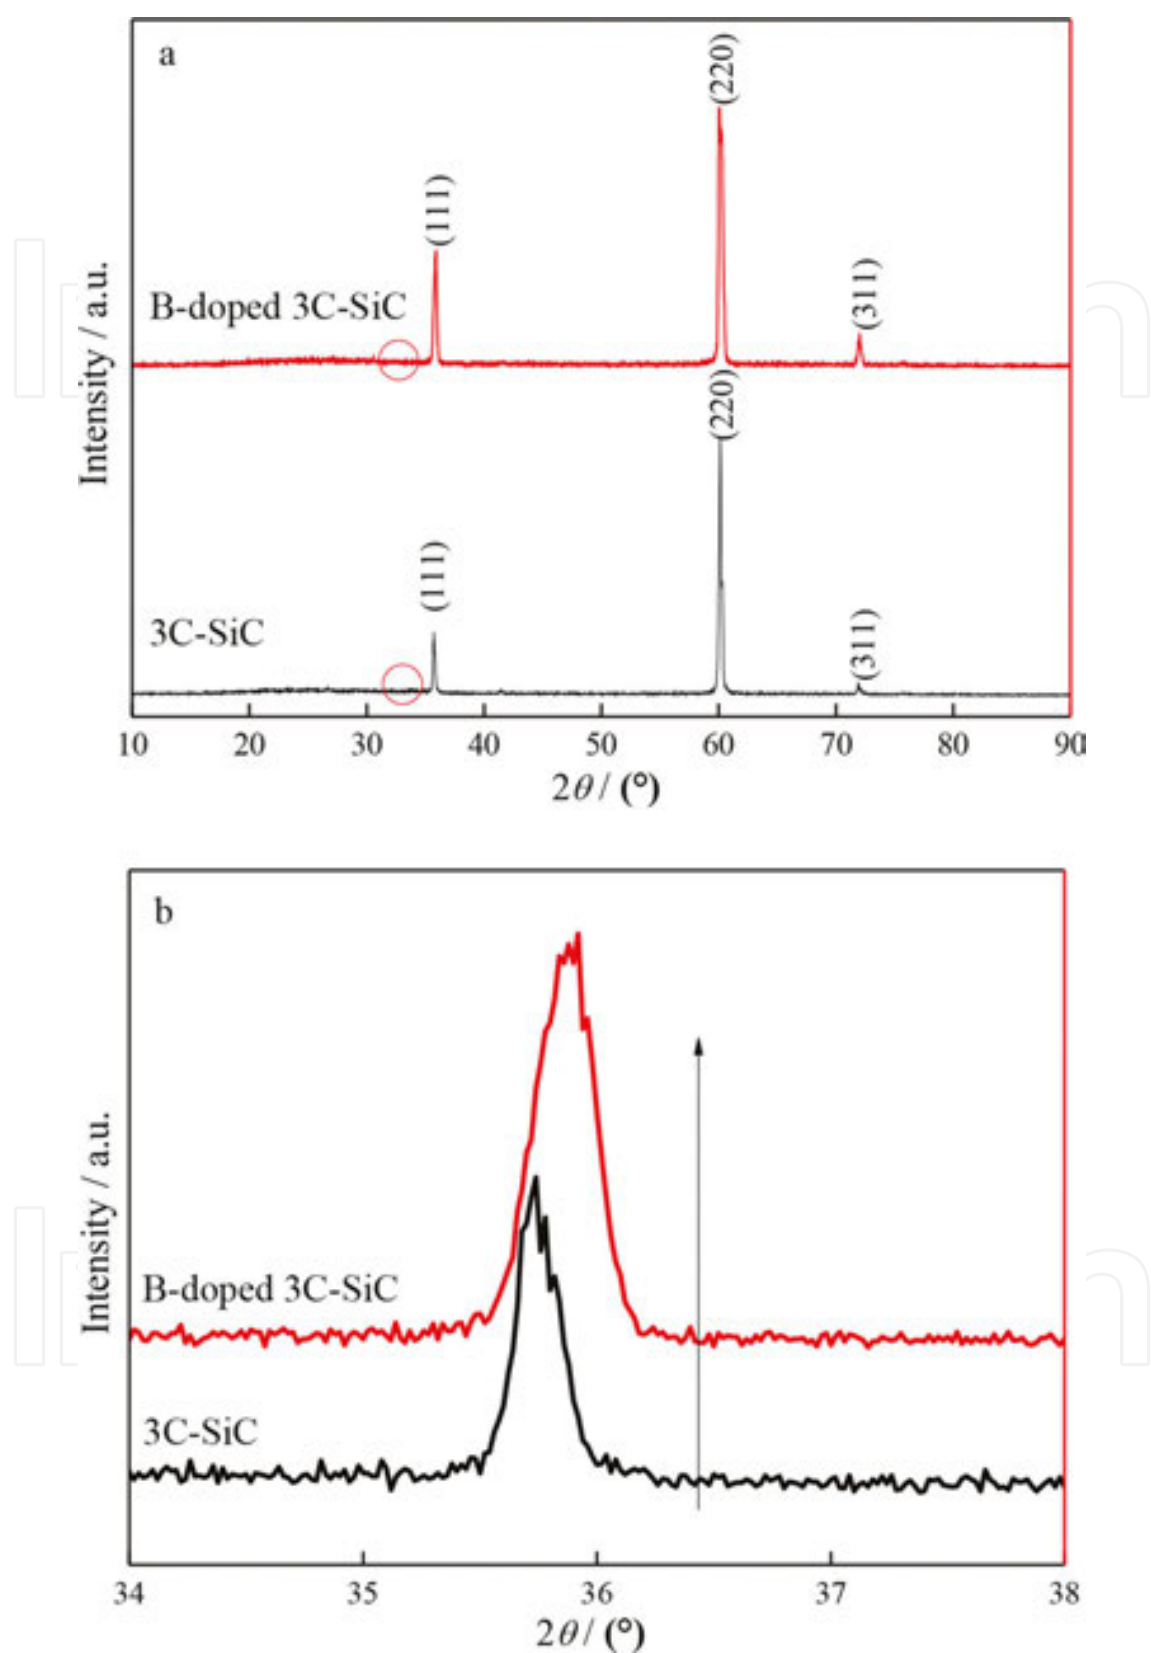 a
(220)
(111)
(311)
B-doped 3C-SiC
Intensity / a.u.
(220)
(111)
(311)
3C-SiC
10 20 30 40 50 60 70 80 90
2θ / (°)
b
Intensity / a.u.
B-doped 3C-SiC
3C-SiC
34 35 36 37 38
2θ / (°)